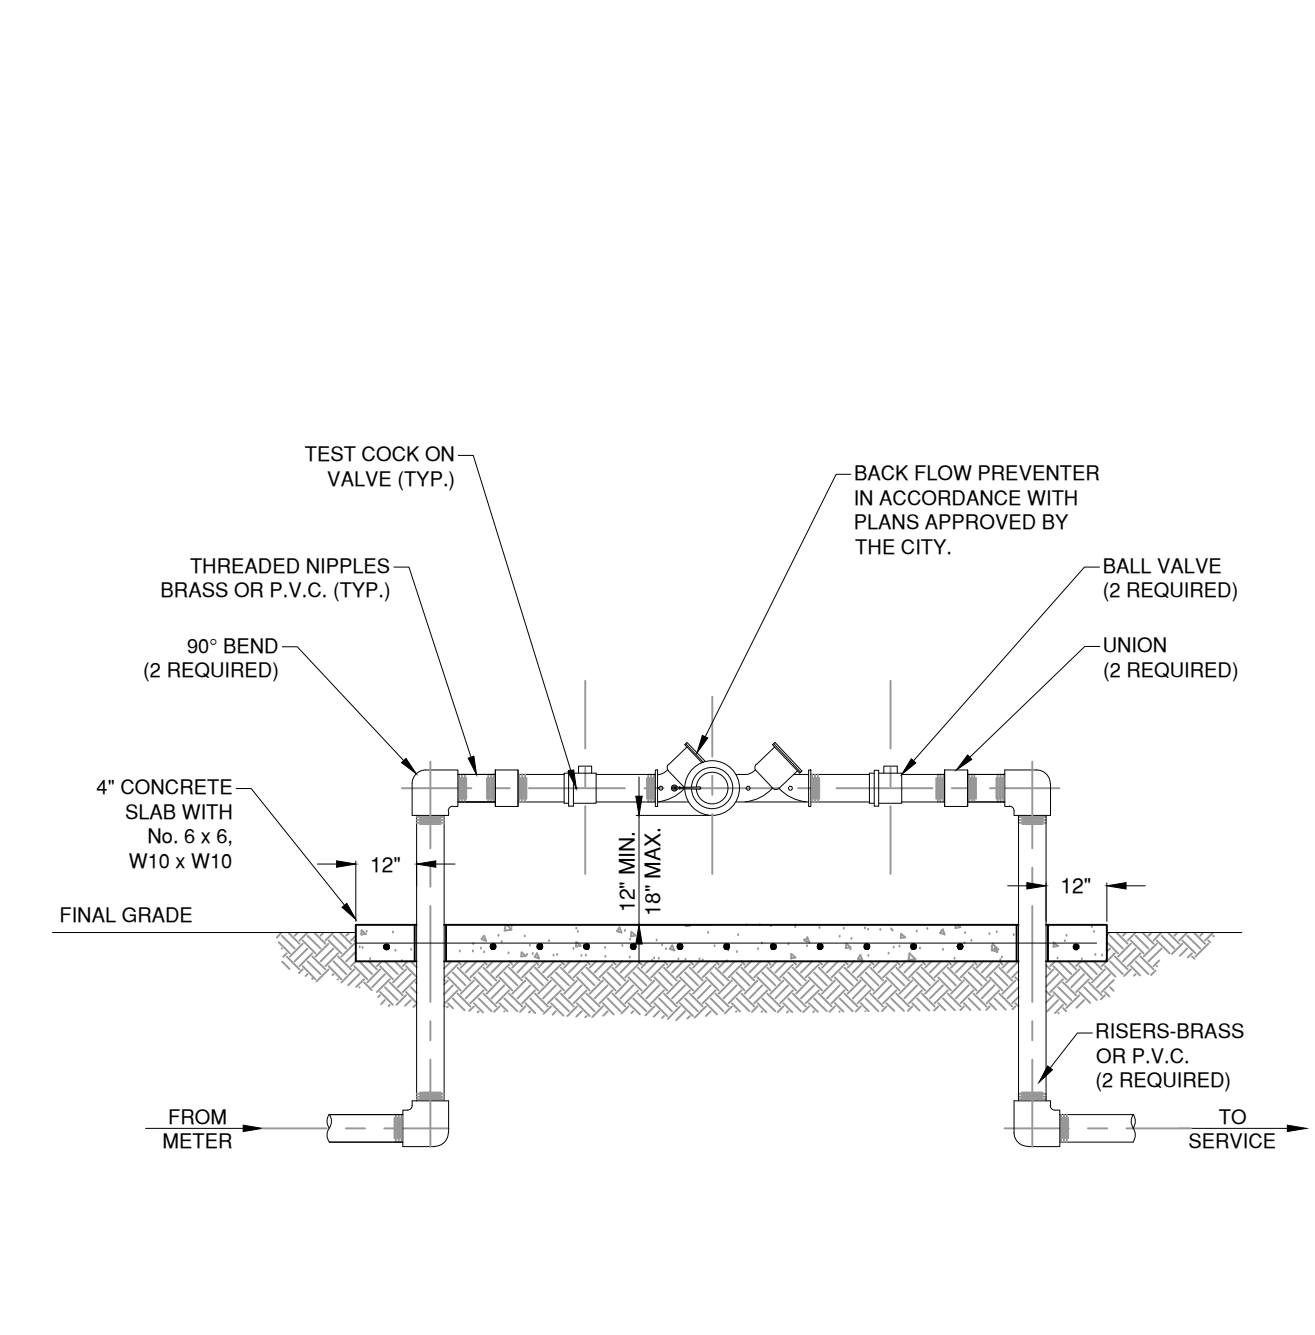 TEST COCK ON
VALVE (TYP.)
BACK FLOW PREVENTER
IN ACCORDANCE WITH
PLANS APPROVED BY
THE CITY.
THREADED NIPPLES
BRASS OR P.V.C. (TYP.)
BALL VALVE
(2 REQUIRED)
90° BEND
(2 REQUIRED)
UNION
(2 REQUIRED)
4" CONCRETE
SLAB WITH
No. 6 x 6,
W10 x W10
12"
12" MIN.
18" MAX.
12"
FINAL GRADE
RISERS-BRASS
OR P.V.C.
(2 REQUIRED)
FROM
METER
TO
SERVICE